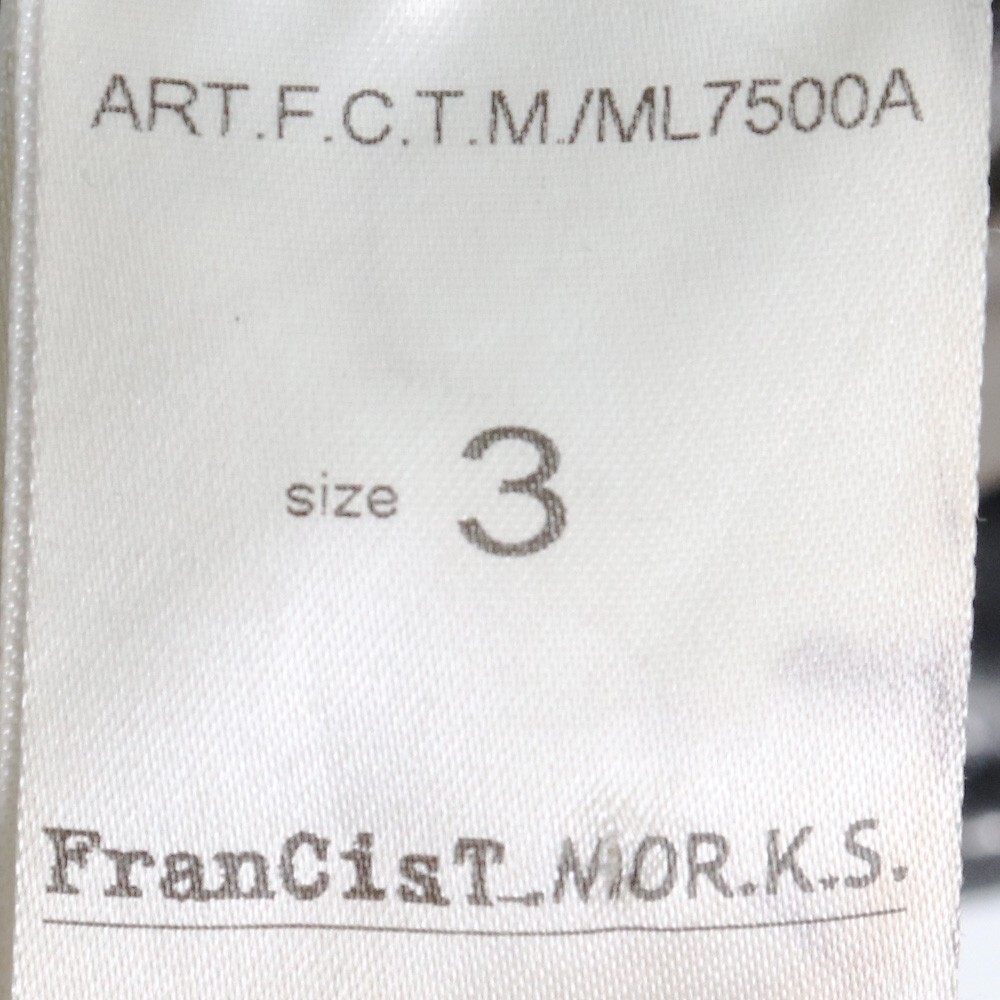 ART.F.C.T.M./ML7500A
size 3
FranCisT_MOR.K.S.